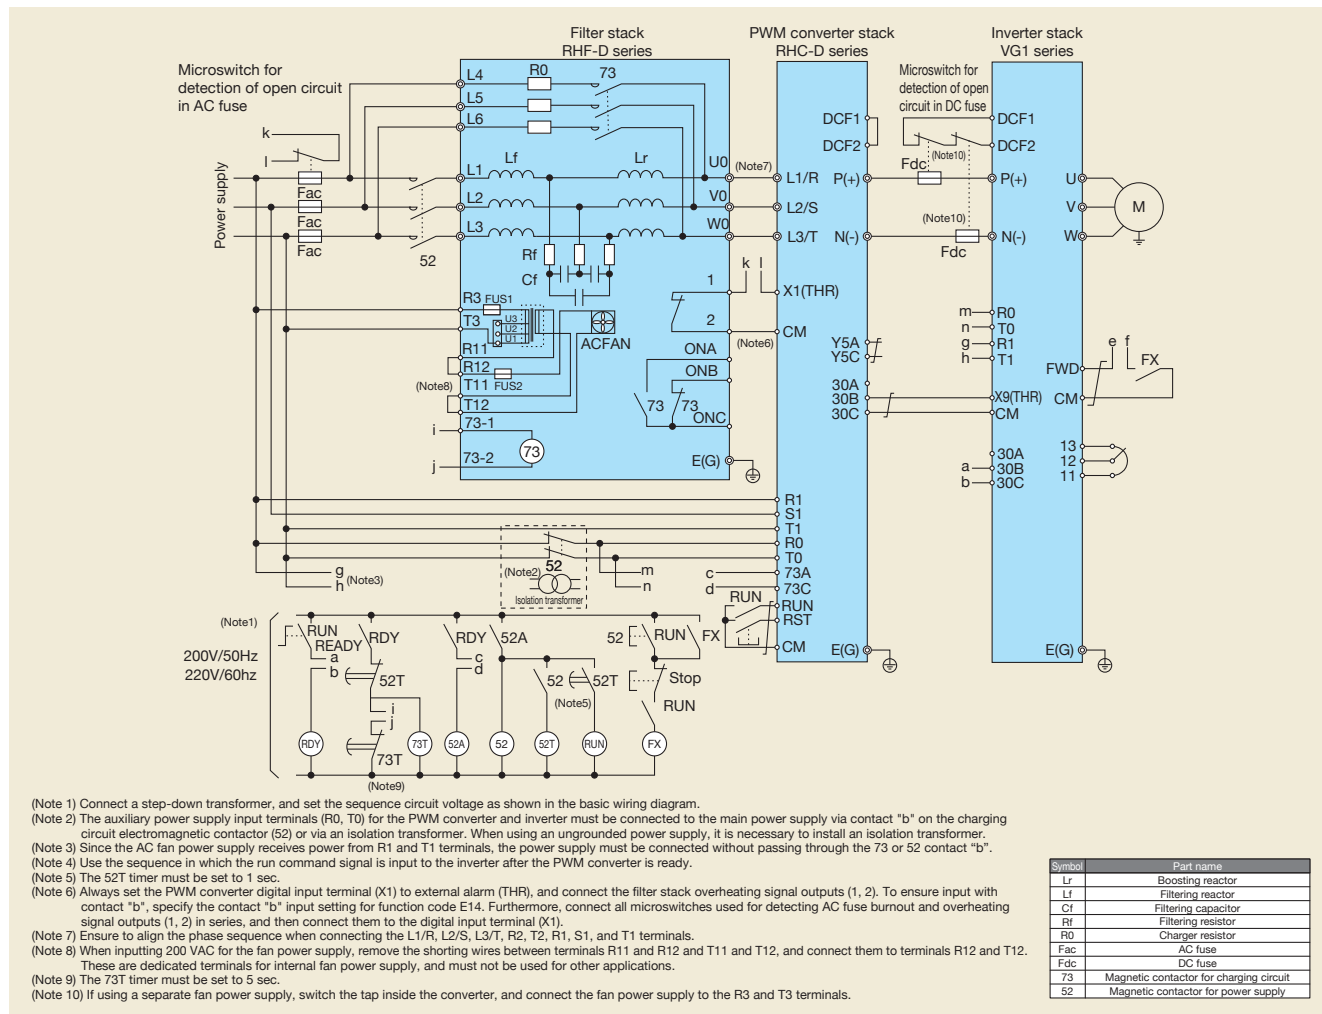 Filter stack
RHF-D series
PWM converter stack
RHC-D series
Inverter stack
VG1 series
Microswitch for
detection of open circuit
in AC fuse
Microswitch for
detection of open
circuit in DC fuse
L4
R0
73
L5
L6
k
l
Power supply
Fac
Fac
Fac
52
L1
L2
L3
Lf
Lr
U0
V0
W0
(Note7)
Rf
Cf
L1/R
L2/S
L3/T
DCF1
DCF2
P(+)
N(-)
Fdc
(Note10)
(Note10)
Fdc
DCF1
DCF2
P(+)
N(-)
U
V
W
M
R3
FUS1
T3
U3
U2
U1
ACFAN
R11
R12
FUS2
(Note8)
T11
T12
i
73-1
73
j
73-2
1
2
k
l
X1(THR)
CM
(Note6)
ONA
ONB
73
73
ONC
E(G)
Y5A
Y5C
30A
30B
30C
m
R0
n
T0
g
R1
h
T1
X9(THR)
CM
30A
a
30B
b
30C
FWD
CM
e
f
FX
13
12
11
R1
S1
T1
R0
T0
c
73A
d
73C
RUN
RUN
RST
CM
E(G)
E(G)
g
h
(Note3)
(Note2)
52
Isolation transformer
m
n
(Note1)
200V/50Hz
220V/60hz
RUN
READY
a
b
RDY
52T
i
j
73T
RDY
c
d
52A
52
52T
(Note5)
52
RUN
FX
Stop
RUN
RDY
73T
52A
52
52T
RUN
FX
(Note9)
(Note 1) Connect a step-down transformer, and set the sequence circuit voltage as shown in the basic wiring diagram.
(Note 2) The auxiliary power supply input terminals (R0, T0) for the PWM converter and inverter must be connected to the main power supply via contact "b" on the charging
circuit electromagnetic contactor (52) or via an isolation transformer. When using an ungrounded power supply, it is necessary to install an isolation transformer.
(Note 3) Since the AC fan power supply receives power from R1 and T1 terminals, the power supply must be connected without passing through the 73 or 52 contact “b”.
(Note 4) Use the sequence in which the run command signal is input to the inverter after the PWM converter is ready.
(Note 5) The 52T timer must be set to 1 sec.
(Note 6) Always set the PWM converter digital input terminal (X1) to external alarm (THR), and connect the filter stack overheating signal outputs (1, 2). To ensure input with
contact "b", specify the contact "b" input setting for function code E14. Furthermore, connect all microswitches used for detecting AC fuse burnout and overheating
signal outputs (1, 2) in series, and then connect them to the digital input terminal (X1).
(Note 7) Ensure to align the phase sequence when connecting the L1/R, L2/S, L3/T, R2, T2, R1, S1, and T1 terminals.
(Note 8) When inputting 200 VAC for the fan power supply, remove the shorting wires between terminals R11 and R12 and T11 and T12, and connect them to terminals R12 and T12.
These are dedicated terminals for internal fan power supply, and must not be used for other applications.
(Note 9) The 73T timer must be set to 5 sec.
(Note 10) If using a separate fan power supply, switch the tap inside the converter, and connect the fan power supply to the R3 and T3 terminals.
Symbol Part name
Lr Boosting reactor
Lf Filtering reactor
Cf Filtering capacitor
Rf Filtering resistor
R0 Charger resistor
Fac AC fuse
Fdc DC fuse
73 Magnetic contactor for charging circuit
52 Magnetic contactor for power supply